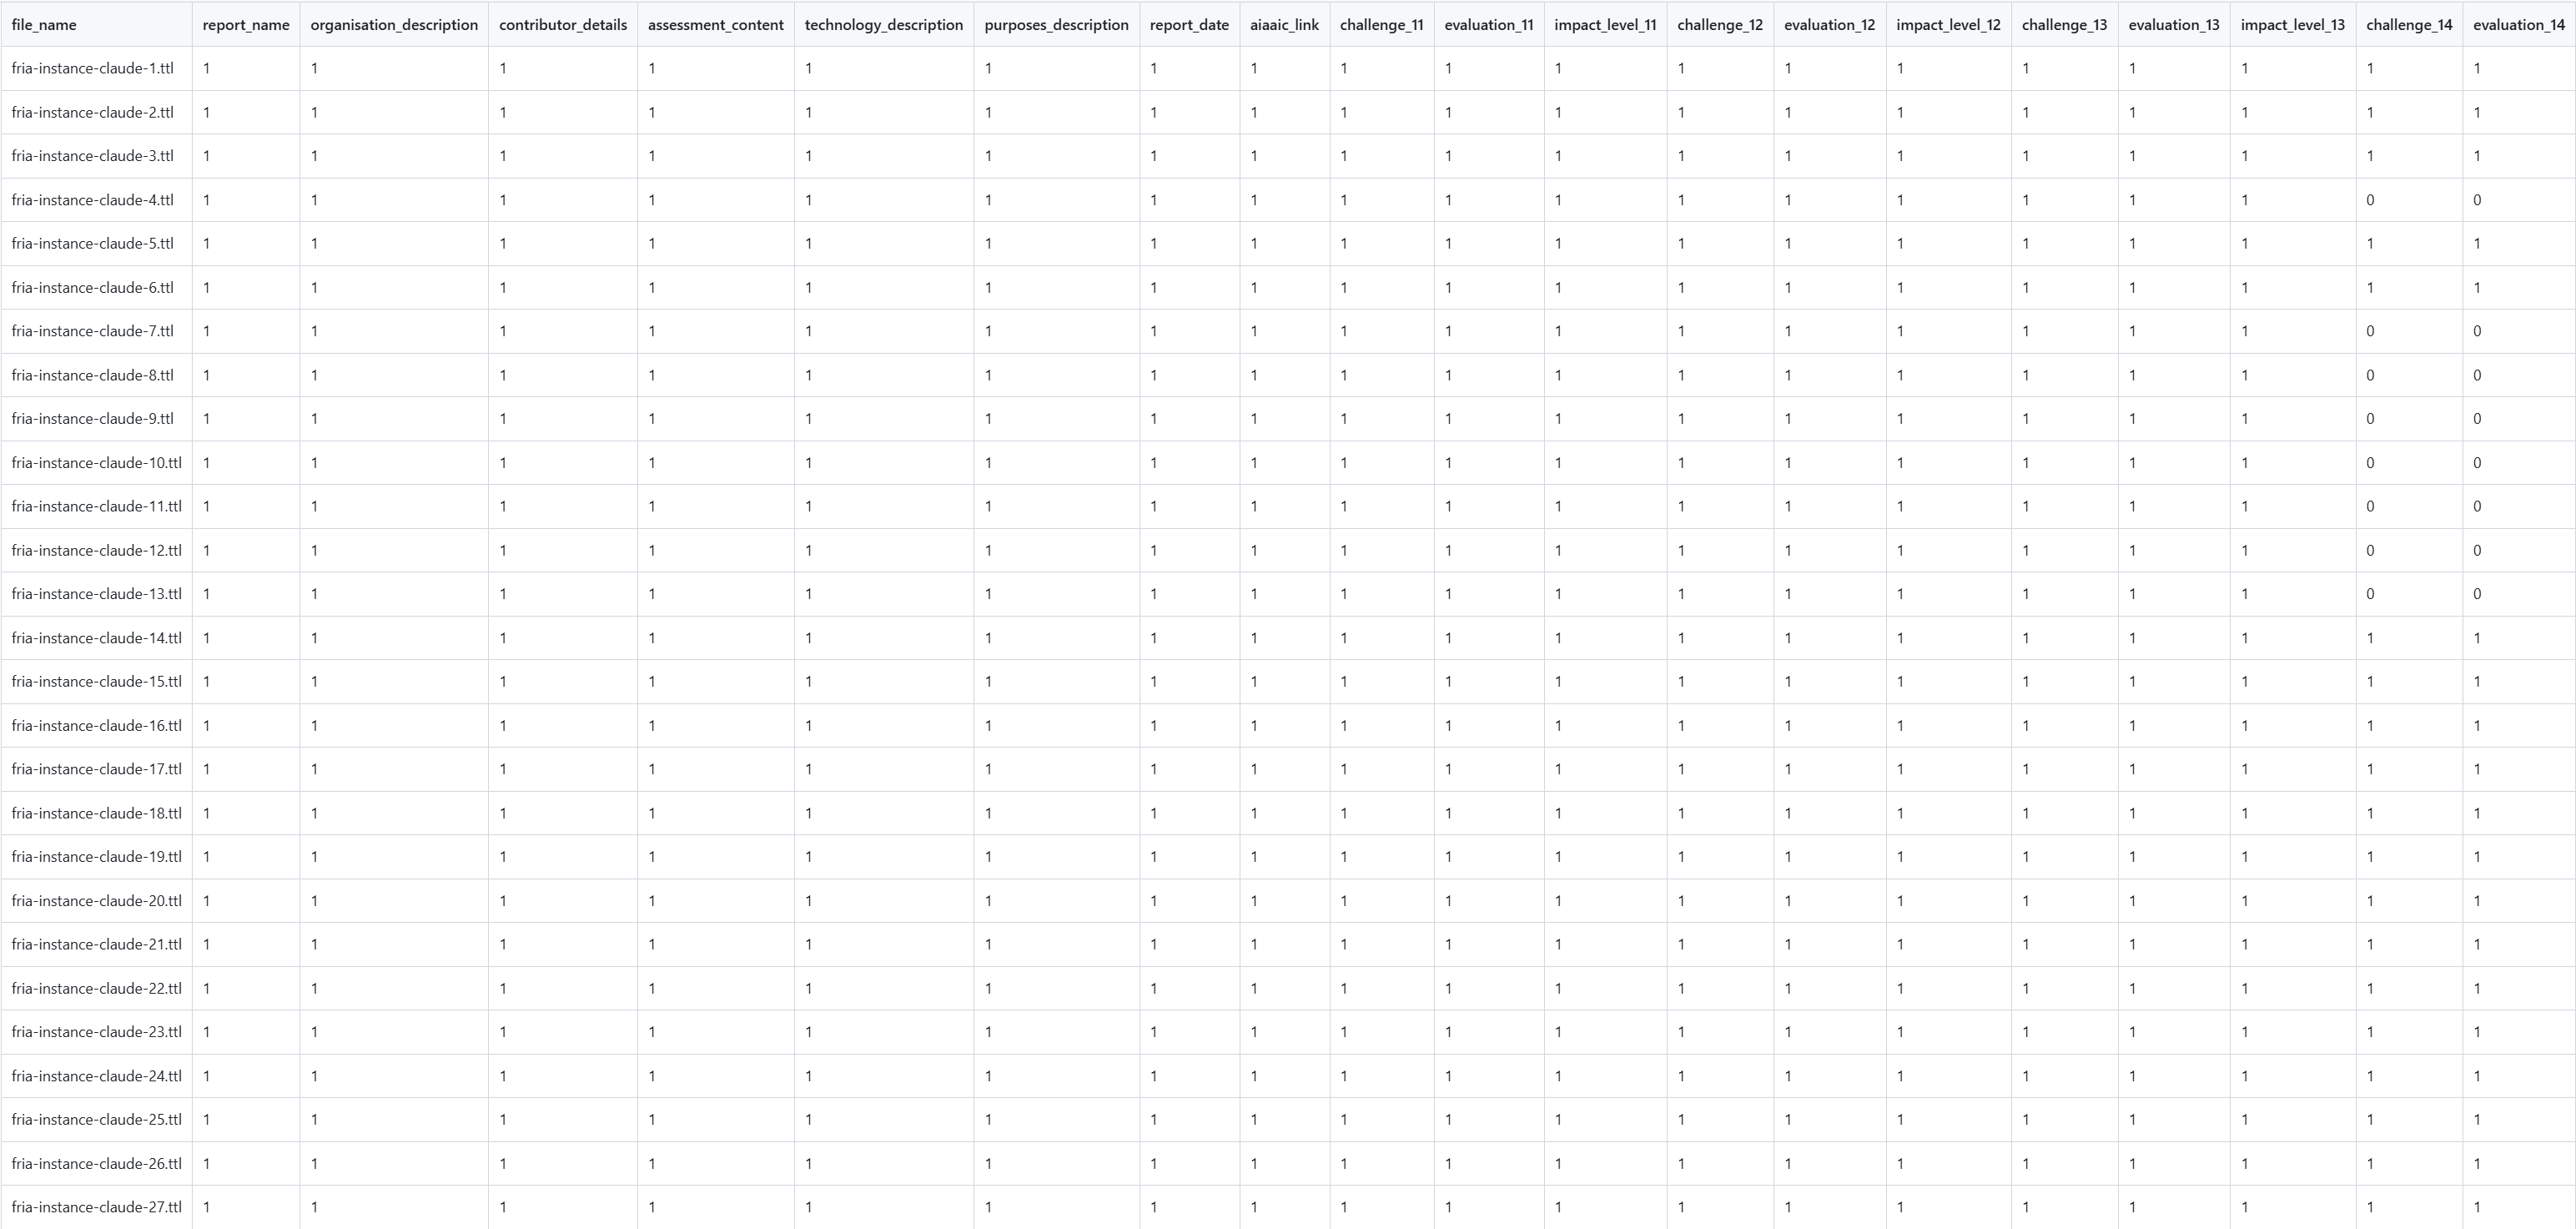 file_name report_name organisation_description contributor_details assessment_content technology_description purposes_description report_date aiaaic_link challenge_11 evaluation_11 impact_level_11 challenge_12 evaluation_12 impact_level_12 challenge_13 evaluation_13 impact_level_13 challenge_14 evaluation_14
fria-instance-claude-1.ttl 1 1 1 1 1 1 1 1 1 1 1 1 1 1 1 1 1 1 1
fria-instance-claude-2.ttl 1 1 1 1 1 1 1 1 1 1 1 1 1 1 1 1 1 1 1
fria-instance-claude-3.ttl 1 1 1 1 1 1 1 1 1 1 1 1 1 1 1 1 1 1 1
fria-instance-claude-4.ttl 1 1 1 1 1 1 1 1 1 1 1 1 1 1 1 1 1 0 0
fria-instance-claude-5.ttl 1 1 1 1 1 1 1 1 1 1 1 1 1 1 1 1 1 1 1
fria-instance-claude-6.ttl 1 1 1 1 1 1 1 1 1 1 1 1 1 1 1 1 1 1 1
fria-instance-claude-7.ttl 1 1 1 1 1 1 1 1 1 1 1 1 1 1 1 1 1 0 0
fria-instance-claude-8.ttl 1 1 1 1 1 1 1 1 1 1 1 1 1 1 1 1 1 0 0
fria-instance-claude-9.ttl 1 1 1 1 1 1 1 1 1 1 1 1 1 1 1 1 1 0 0
fria-instance-claude-10.ttl 1 1 1 1 1 1 1 1 1 1 1 1 1 1 1 1 1 0 0
fria-instance-claude-11.ttl 1 1 1 1 1 1 1 1 1 1 1 1 1 1 1 1 1 0 0
fria-instance-claude-12.ttl 1 1 1 1 1 1 1 1 1 1 1 1 1 1 1 1 1 0 0
fria-instance-claude-13.ttl 1 1 1 1 1 1 1 1 1 1 1 1 1 1 1 1 1 0 0
fria-instance-claude-14.ttl 1 1 1 1 1 1 1 1 1 1 1 1 1 1 1 1 1 1 1
fria-instance-claude-15.ttl 1 1 1 1 1 1 1 1 1 1 1 1 1 1 1 1 1 1 1
fria-instance-claude-16.ttl 1 1 1 1 1 1 1 1 1 1 1 1 1 1 1 1 1 1 1
fria-instance-claude-17.ttl 1 1 1 1 1 1 1 1 1 1 1 1 1 1 1 1 1 1 1
fria-instance-claude-18.ttl 1 1 1 1 1 1 1 1 1 1 1 1 1 1 1 1 1 1 1
fria-instance-claude-19.ttl 1 1 1 1 1 1 1 1 1 1 1 1 1 1 1 1 1 1 1
fria-instance-claude-20.ttl 1 1 1 1 1 1 1 1 1 1 1 1 1 1 1 1 1 1 1
fria-instance-claude-21.ttl 1 1 1 1 1 1 1 1 1 1 1 1 1 1 1 1 1 1 1
fria-instance-claude-22.ttl 1 1 1 1 1 1 1 1 1 1 1 1 1 1 1 1 1 1 1
fria-instance-claude-23.ttl 1 1 1 1 1 1 1 1 1 1 1 1 1 1 1 1 1 1 1
fria-instance-claude-24.ttl 1 1 1 1 1 1 1 1 1 1 1 1 1 1 1 1 1 1 1
fria-instance-claude-25.ttl 1 1 1 1 1 1 1 1 1 1 1 1 1 1 1 1 1 1 1
fria-instance-claude-26.ttl 1 1 1 1 1 1 1 1 1 1 1 1 1 1 1 1 1 1 1
fria-instance-claude-27.ttl 1 1 1 1 1 1 1 1 1 1 1 1 1 1 1 1 1 1 1